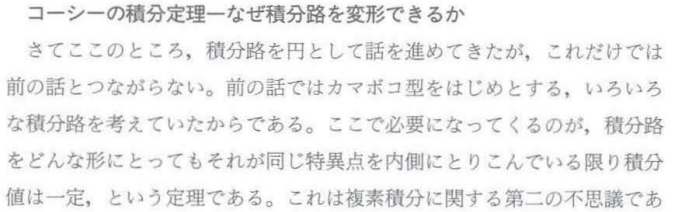 コーシーの積分定理―なぜ積分路を変形できるか
さてここのところ，積分路を円として話を進めてきたが，これだけでは
前の話とつながらない。前の話ではカマボコ型をはじめとする，いろいろ
な積分路を考えていたからである。ここで必要になってくるのが，積分路
をどんな形にとってもそれが同じ特異点を内側にとりこんでいる限り積分
値は一定，という定理である。これは複素積分に関する第二の不思議であ